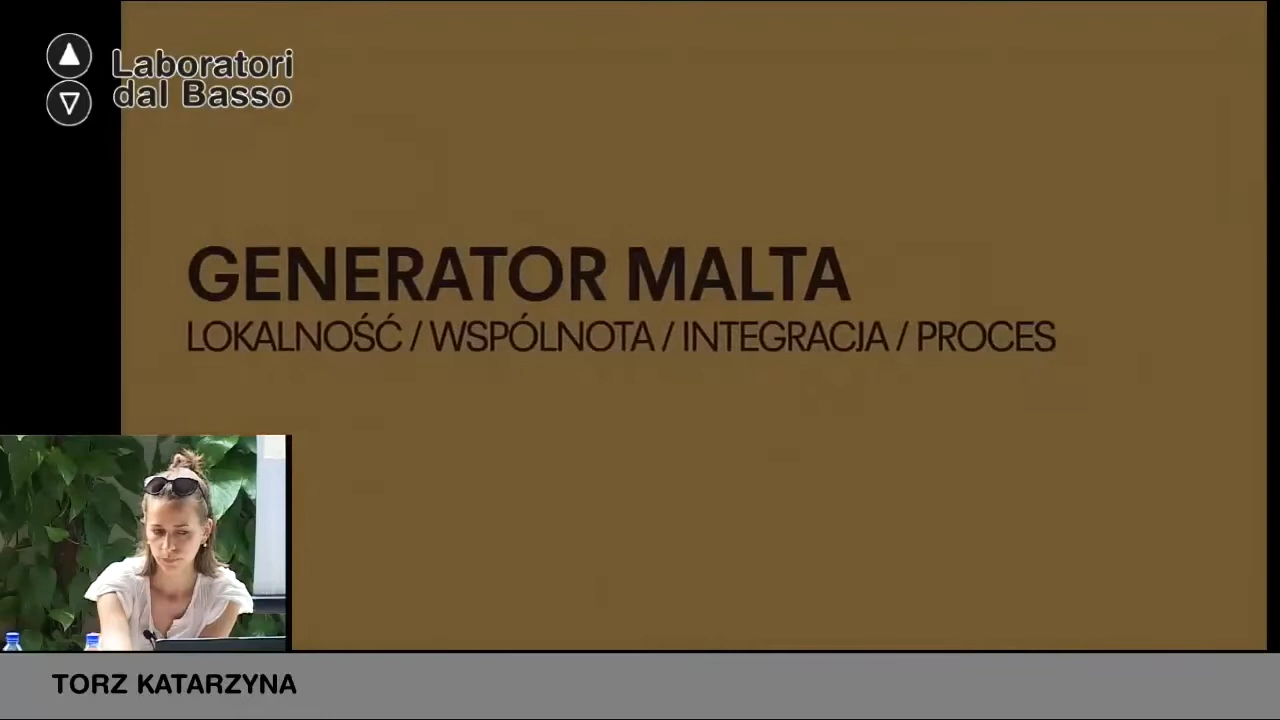 Laboratori
dal Basso
GENERATOR MALTA
LOKALNOŚĆ / WSPÓLNOTA / INTEGRACJA / PROCES
TORZ KATARZYNA